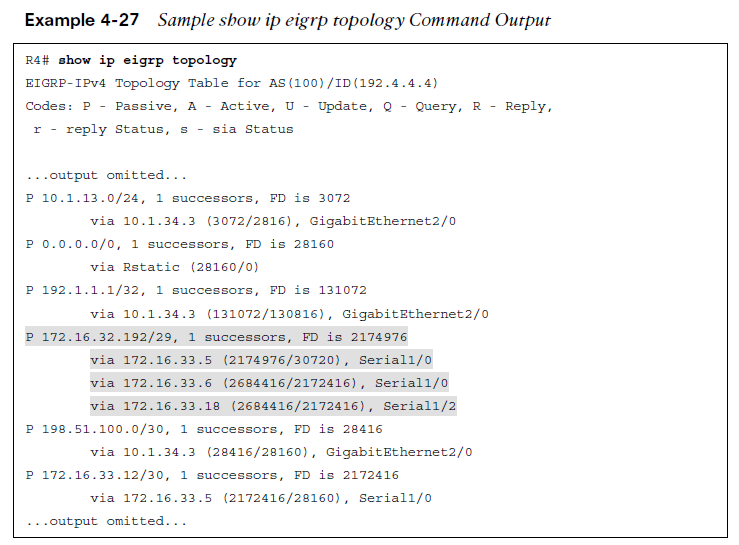 Example 4-27 Sample show ip eigrp topology Command Output
R4# show ip eigrp topology
EIGRP-IPv4 Topology Table for AS(100)/ID(192.4.4.4)
Codes: P - Passive, A - Active, U - Update, Q - Query, R - Reply,
r - reply Status, s - sia Status
...output omitted...
P 10.1.13.0/24, 1 successors, FD is 3072
via 10.1.34.3 (3072/2816), GigabitEthernet2/0
P 0.0.0.0/0, 1 successors, FD is 28160
via Rstatic (28160/0)
P 192.1.1.1/32, 1 successors, FD is 131072
via 10.1.34.3 (131072/130816), GigabitEthernet2/0
P 172.16.32.192/29, 1 successors, FD is 2174976
via 172.16.33.5 (2174976/30720), Serial1/0
via 172.16.33.6 (2684416/2172416), Serial1/0
via 172.16.33.18 (2684416/2172416), Serial1/2
P 198.51.100.0/30, 1 successors, FD is 28416
via 10.1.34.3 (28416/28160), GigabitEthernet2/0
P 172.16.33.12/30, 1 successors, FD is 2172416
via 172.16.33.5 (2172416/28160), Serial1/0
...output omitted...